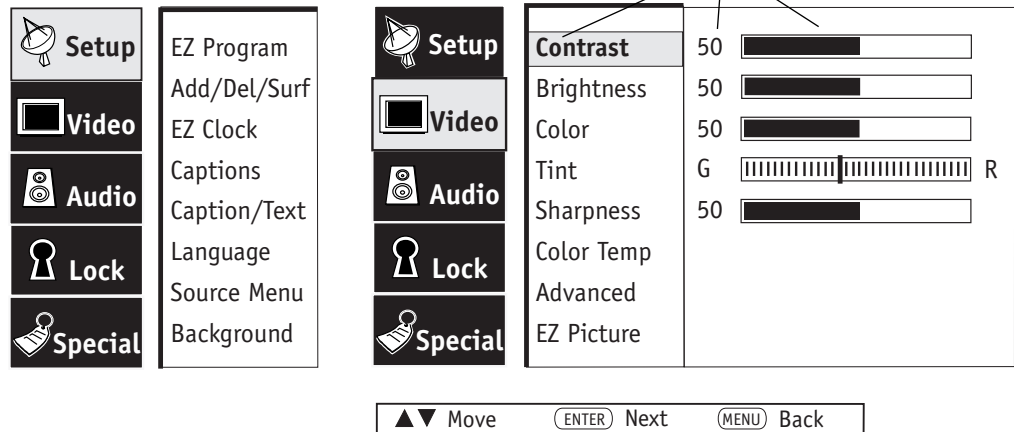 Setup
Video
Audio
Lock
Special
EZ Program
Add/Del/Surf
EZ Clock
Captions
Caption/Text
Language
Source Menu
Background
Setup
Video
Audio
Lock
Special
Contrast 50
Brightness 50
Color 50
Tint G R
Sharpness 50
Color Temp
Advanced
EZ Picture
▲▼ Move ENTER Next MENU Back